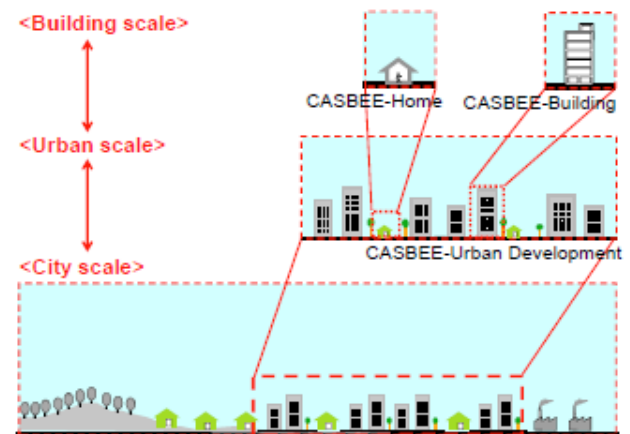 <Building scale>
CASBEE-Home
CASBEE-Building
<Urban scale>
CASBEE-Urban Development
<City scale>